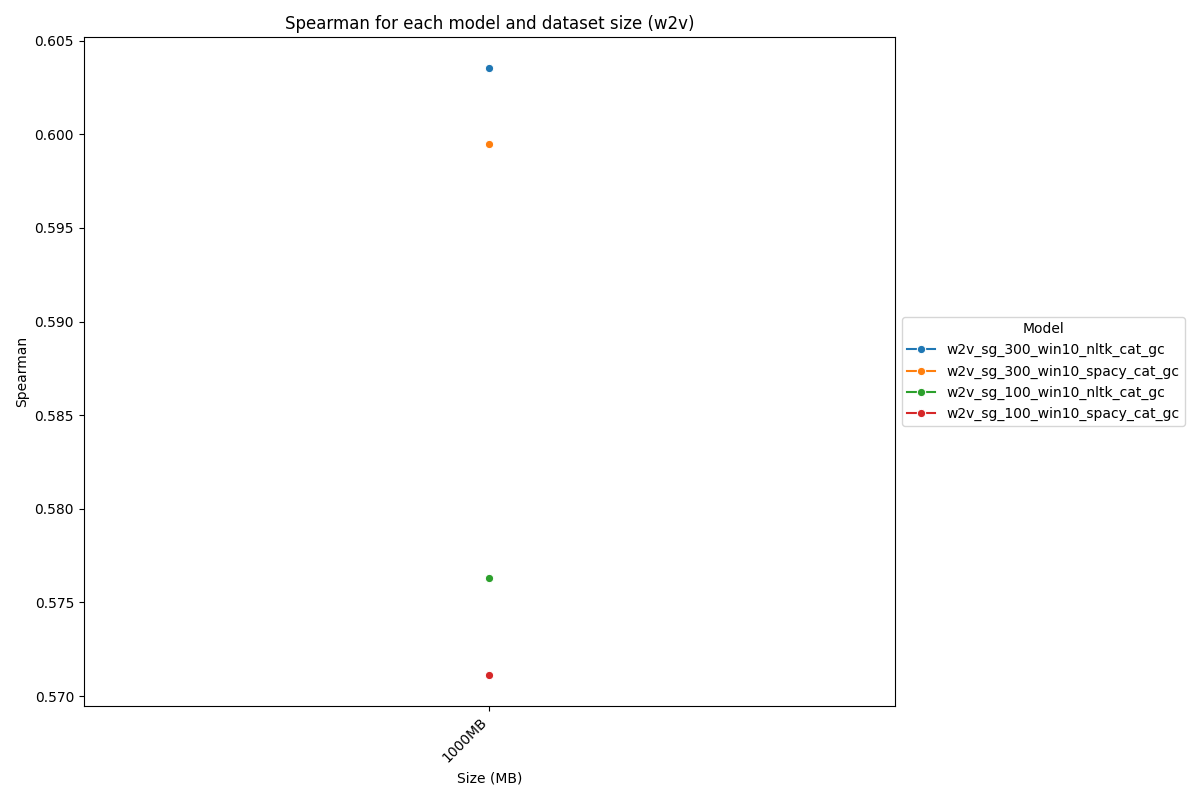 Spearman for each model and dataset size (w2v)
0.605
0.600
0.595
0.590
0.585
0.580
0.575
0.570
Spearman
1000MB
Size (MB)
Model
w2v_sg_300_win10_nltk_cat_gc
w2v_sg_300_win10_spacy_cat_gc
w2v_sg_100_win10_nltk_cat_gc
w2v_sg_100_win10_spacy_cat_gc